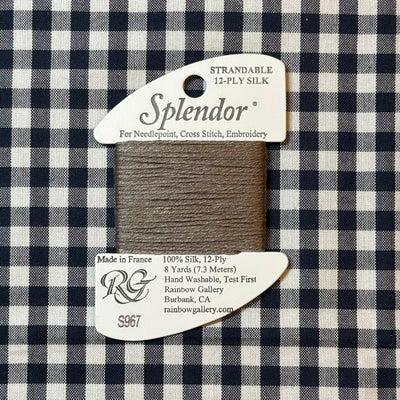 STRANDABLE
12-PLY SILK
Splendor®
For Needlepoint, Cross Stitch, Embroidery
Made in France
100% Silk, 12-Ply
8 Yards (7.3 Meters)
Hand Washable, Test First
Rainbow Gallery
Burbank, CA
rainbowgallery.com
RG
S967